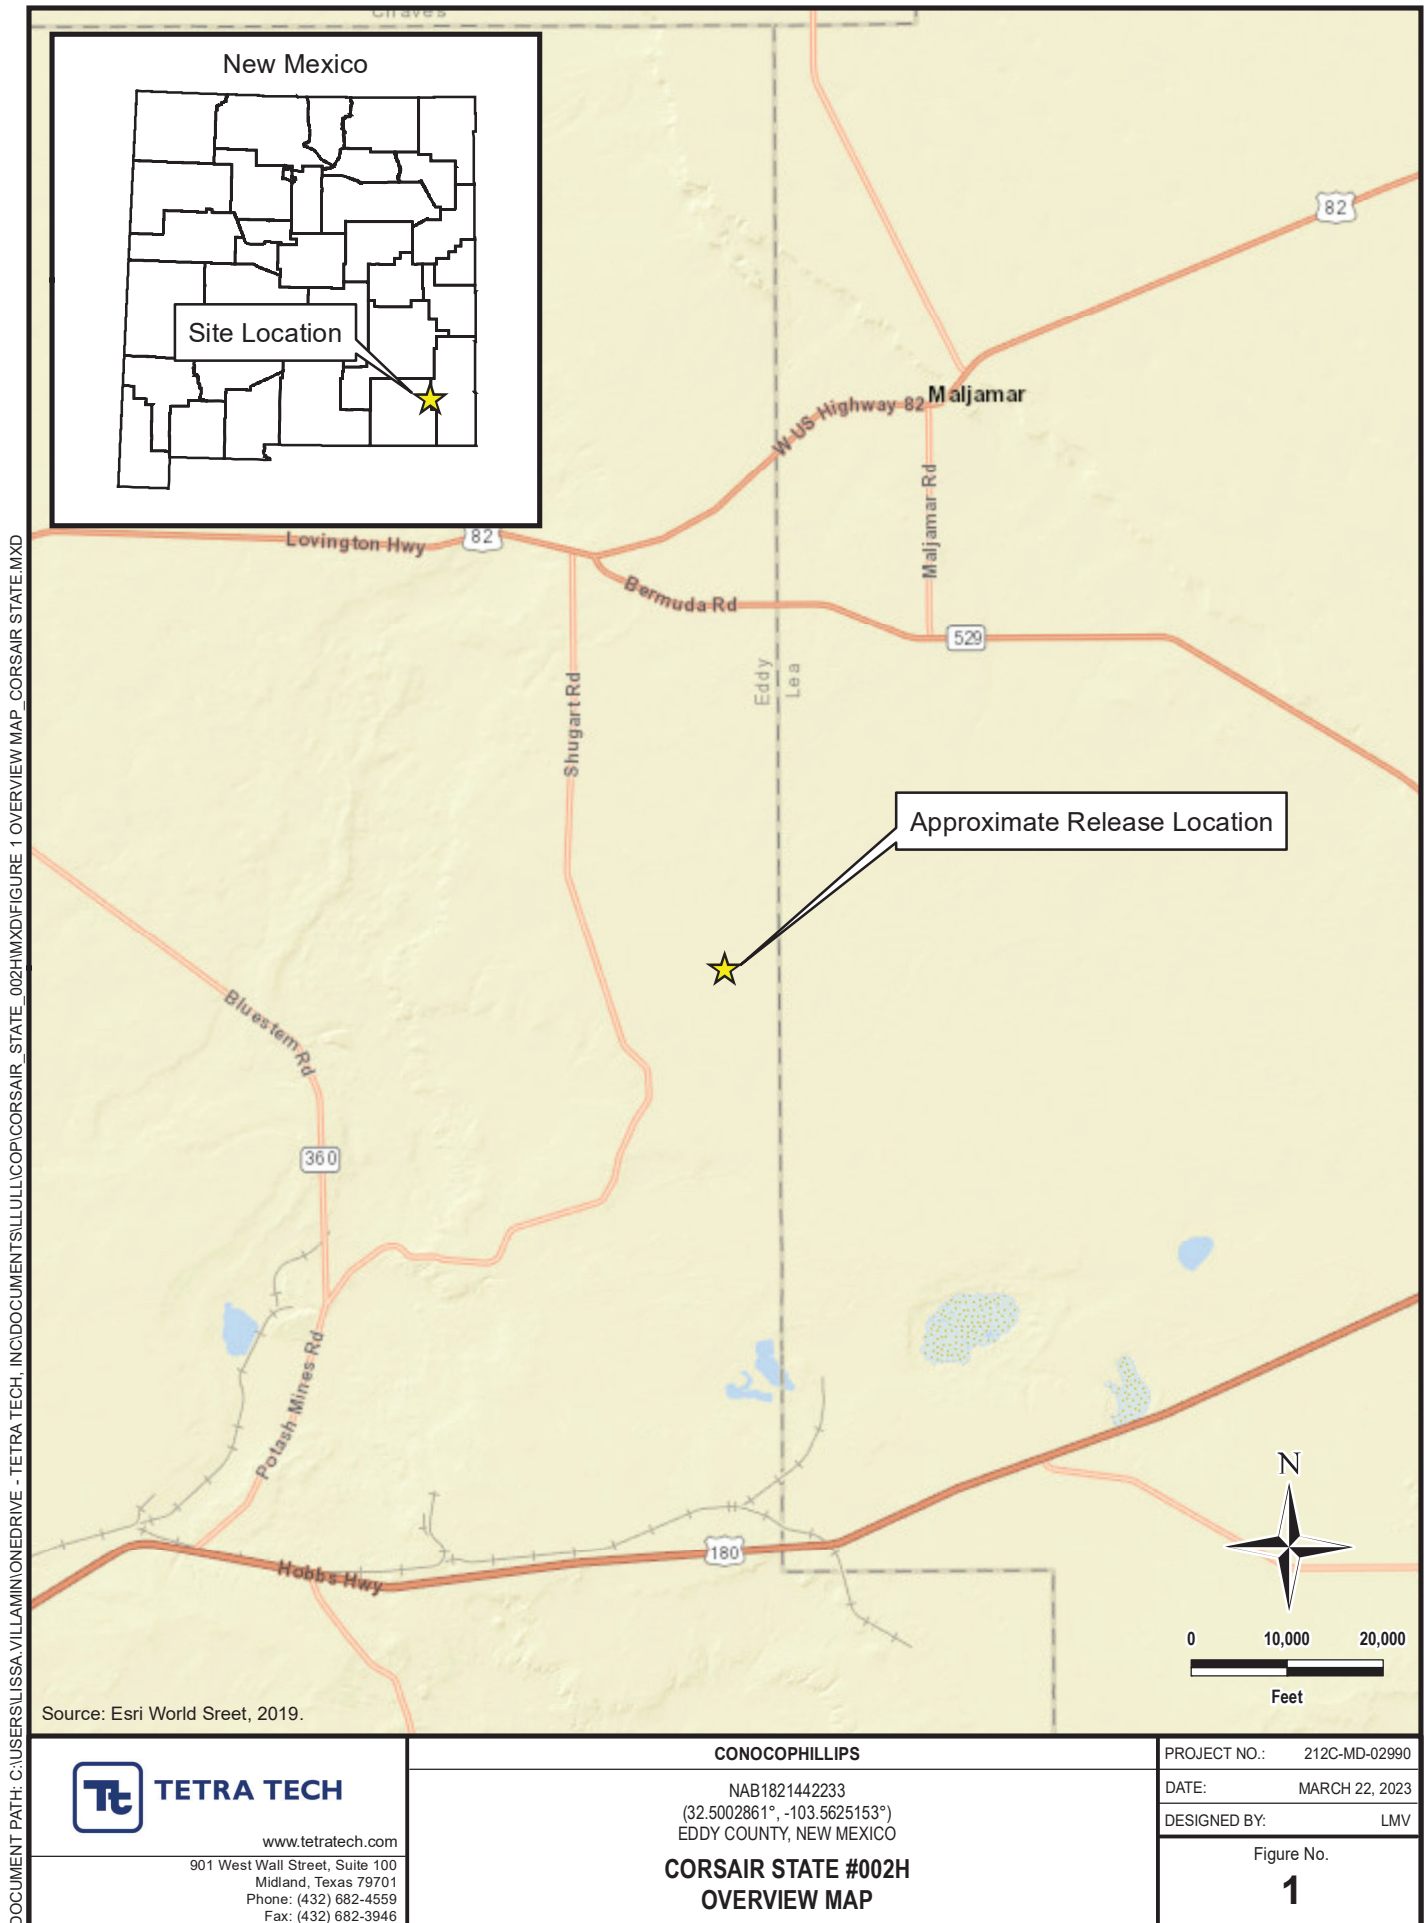 Chaves
New Mexico
Site Location
82
Maljamar
W US Highway 82
Maljamar Rd
Lovington Hwy
82
Bermuda Rd
529
Eddy
Lea
Shugart Rd
Approximate Release Location
Bluestem Rd
360
Potash Mines Rd
N
180
Hobbs Hwy
0 10,000 20,000
Feet
Source: Esri World Sreet, 2019.
DOCUMENT PATH: C:\USERS\LISSA.VILLAMIN\ONEDRIVE - TETRA TECH, INC\DOCUMENTS\LLULL\COP\CORSAIR_STATE_002H\MXD\FIGURE 1 OVERVIEW MAP_CORSAIR STATE.MXD
Tt TETRA TECH
www.tetratech.com
901 West Wall Street, Suite 100
Midland, Texas 79701
Phone: (432) 682-4559
Fax: (432) 682-3946
CONOCOPHILLIPS
NAB1821442233
(32.5002861°, -103.5625153°)
EDDY COUNTY, NEW MEXICO
CORSAIR STATE #002H
OVERVIEW MAP
PROJECT NO.: 212C-MD-02990
DATE: MARCH 22, 2023
DESIGNED BY: LMV
Figure No.
1